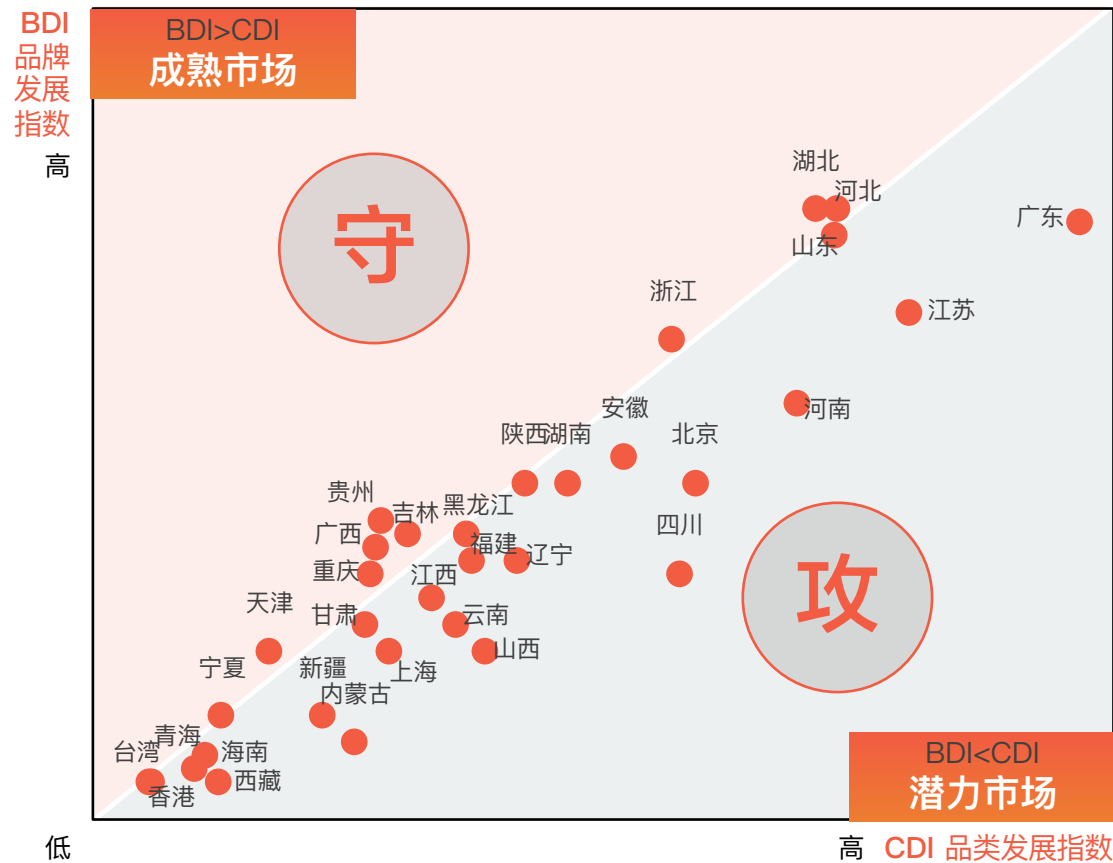 BDI
品牌
发展
指数
高
BDI>CDI
成熟市场
守
湖北
河北
山东
广东
浙江
江苏
安徽
河南
陕西
湖南
北京
贵州
吉林
黑龙江
四川
广西
福建
辽宁
重庆
江西
攻
天津
甘肃
云南
山西
宁夏
新疆
上海
内蒙古
青海
台湾
海南
香港
西藏
BDI<CDI
潜力市场
低
高
CDI 品类发展指数